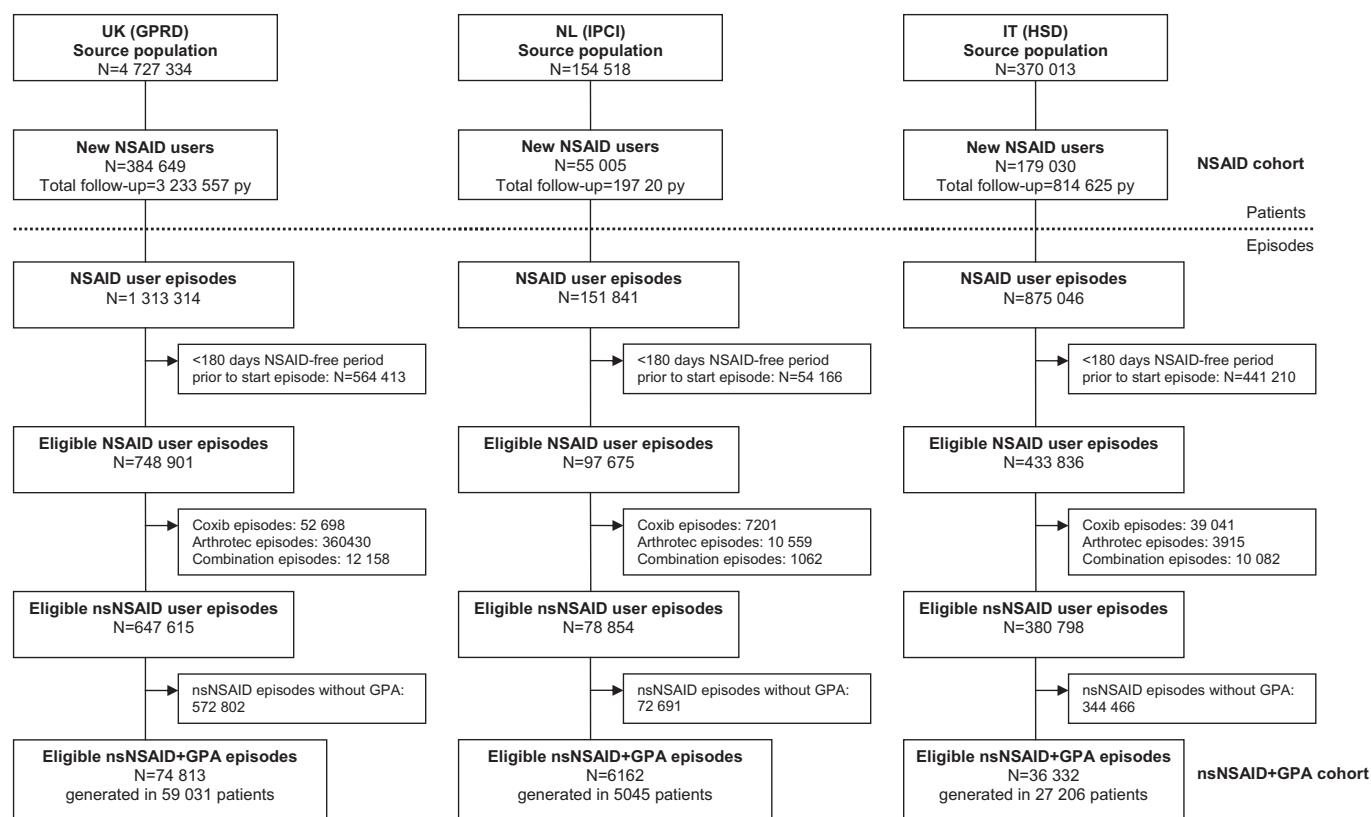 UK (GPRD)
Source population
N=4 727 334
NL (IPCI)
Source population
N=154 518
IT (HSD)
Source population
N=370 013
New NSAID users
N=384 649
Total follow-up=3 233 557 py
New NSAID users
N=55 005
Total follow-up=197 20 py
New NSAID users
N=179 030
Total follow-up=814 625 py
NSAID cohort
Patients
Episodes
NSAID user episodes
N=1 313 314
NSAID user episodes
N=151 841
NSAID user episodes
N=875 046
<180 days NSAID-free period
prior to start episode: N=564 413
<180 days NSAID-free period
prior to start episode: N=54 166
<180 days NSAID-free period
prior to start episode: N=441 210
Eligible NSAID user episodes
N=748 901
Eligible NSAID user episodes
N=97 675
Eligible NSAID user episodes
N=433 836
Coxib episodes: 52 698
Arthrotec episodes: 360430
Combination episodes: 12 158
Coxib episodes: 7201
Arthrotec episodes: 10 559
Combination episodes: 1062
Coxib episodes: 39 041
Arthrotec episodes: 3915
Combination episodes: 10 082
Eligible nsNSAID user episodes
N=647 615
Eligible nsNSAID user episodes
N=78 854
Eligible nsNSAID user episodes
N=380 798
nsNSAID episodes without GPA:
572 802
nsNSAID episodes without GPA:
72 691
nsNSAID episodes without GPA:
344 466
Eligible nsNSAID+GPA episodes
N=74 813
generated in 59 031 patients
Eligible nsNSAID+GPA episodes
N=6162
generated in 5045 patients
Eligible nsNSAID+GPA episodes
N=36 332
generated in 27 206 patients
nsNSAID+GPA cohort